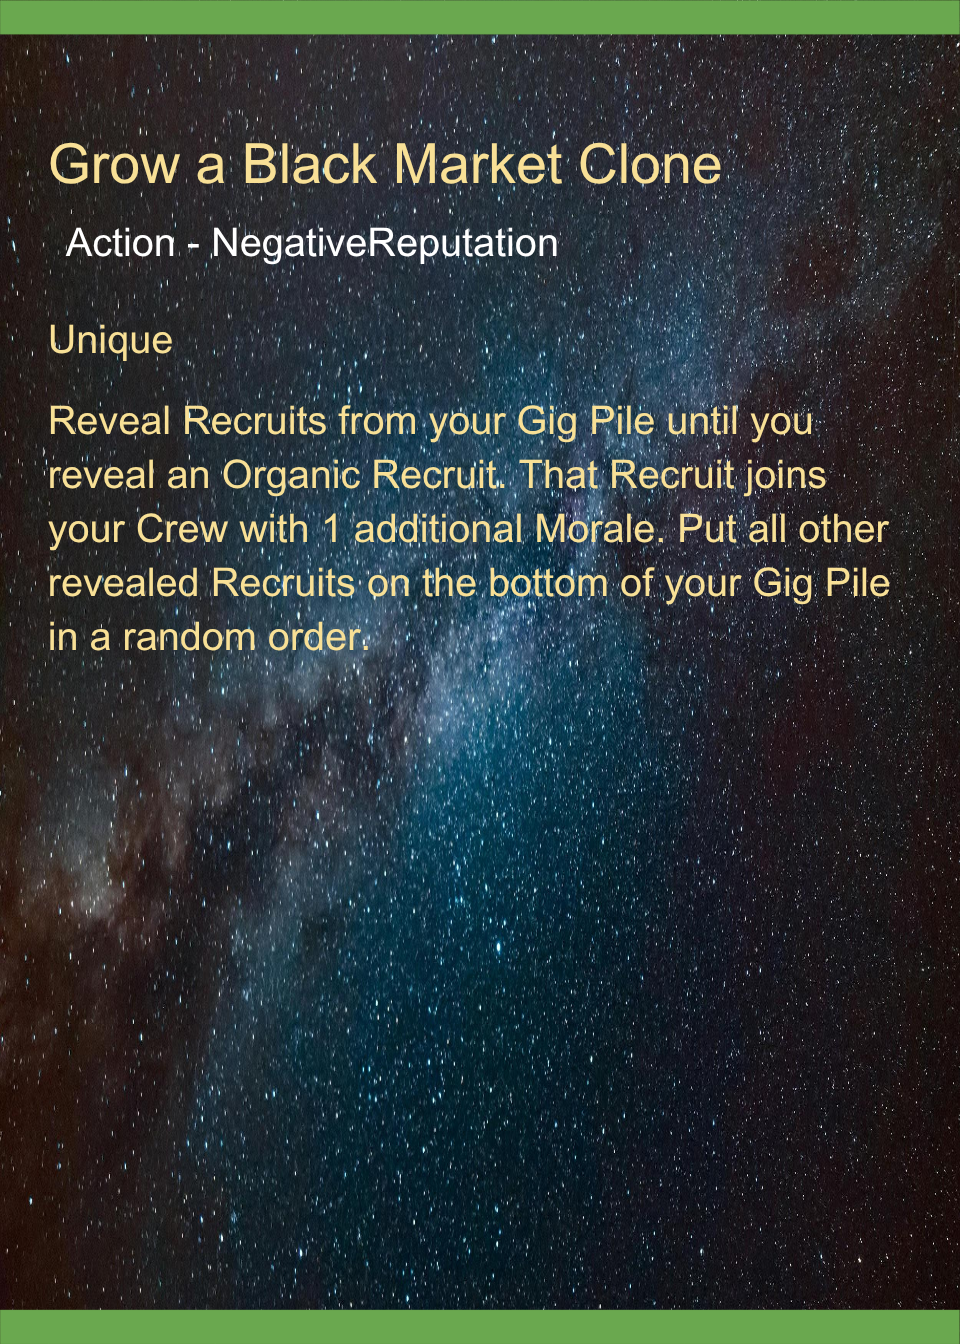 Grow a Black Market Clone
Action - NegativeReputation
Unique
Reveal Recruits from your Gig Pile until you
reveal an Organic Recruit. That Recruit joins
your Crew with 1 additional Morale. Put all other
revealed Recruits on the bottom of your Gig Pile
in a random order.